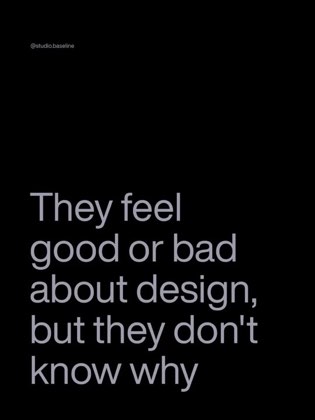 @studio.baseline
They feel
good or bad
about design,
but they don't
know why